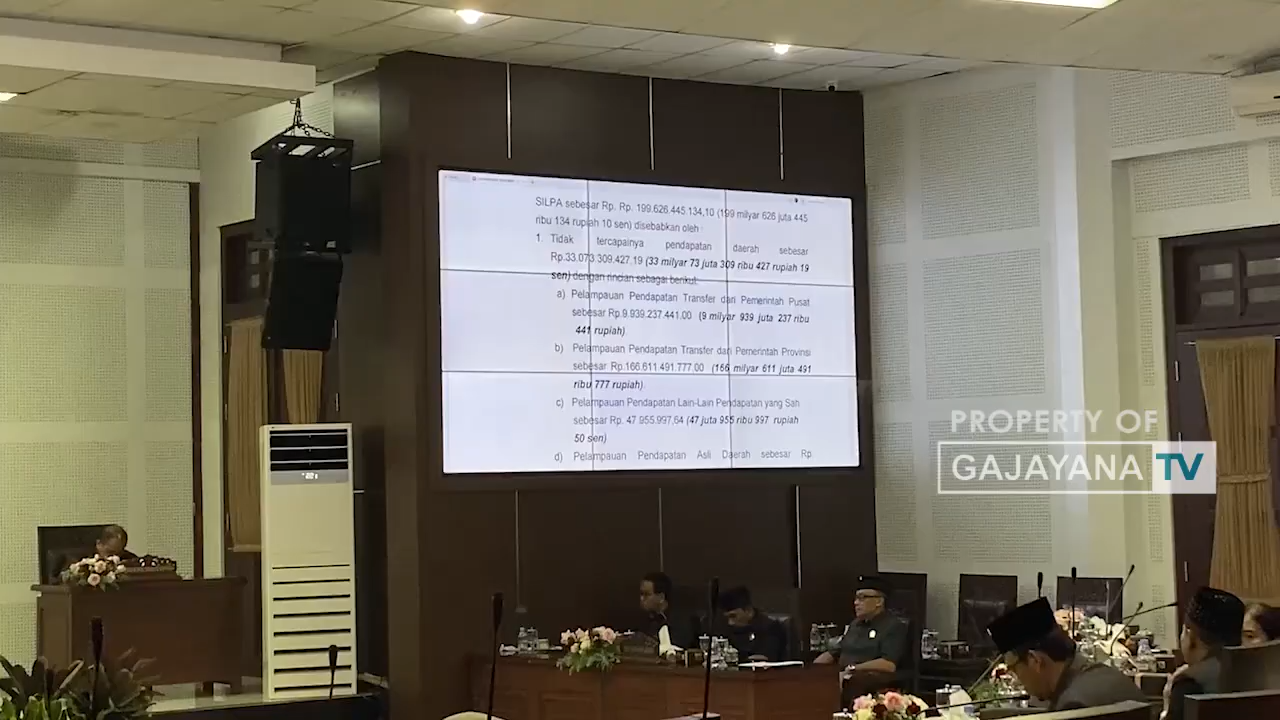 SILPA sebesar Rp. Rp. 199.626.445.134,10 (199 milyar 626 juta 445
ribu 134 rupiah 10 sen) disebabkan oleh :
1. Tidak tercapainya pendapatan daerah sebesar
Rp.33.073.309.427.19 (33 milyar 73 juta 309 ribu 427 rupiah 19
sen) dengan rincian sebagai berikut:
a) Pelampauan Pendapatan Transfer dari Pemerintah Pusat
sebesar Rp.9.939.237.441.00 (9 milyar 939 juta 237 ribu
441 rupiah)
b) Pelampauan Pendapatan Transfer dari Pemerintah Provinsi
sebesar Rp.166.611.491.777.00 (166 milyar 611 juta 491
ribu 777 rupiah)
c) Pelampauan Pendapatan Lain-Lain Pendapatan yang Sah
sebesar Rp. 47.955.997,64 (47 juta 955 ribu 997 rupiah
50 sen)
d) Pelampauan Pendapatan Asli Daerah sebesar Rp.
PROPERTY OF
GAJAYANA TV